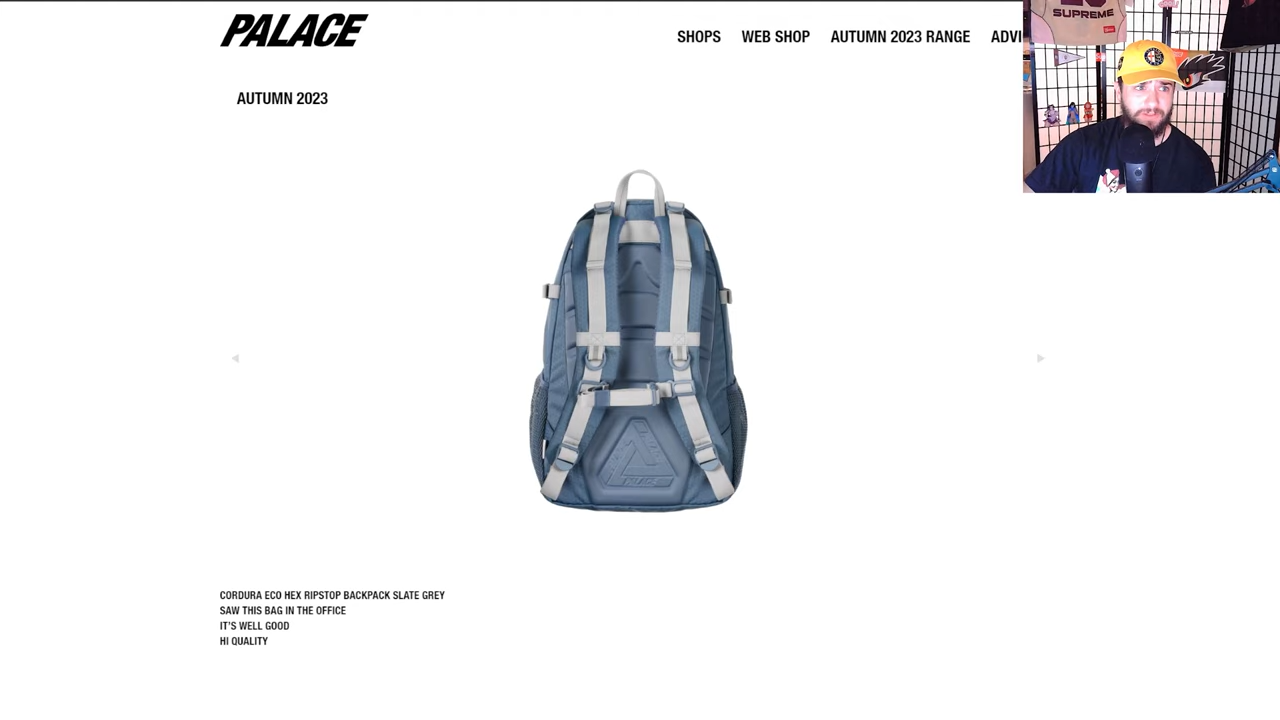 PALACE
SHOPS WEB SHOP AUTUMN 2023 RANGE ADVI
SUPREME
AUTUMN 2023
CORDURA ECO HEX RIPSTOP BACKPACK SLATE GREY
SAW THIS BAG IN THE OFFICE
IT'S WELL GOOD
HI QUALITY